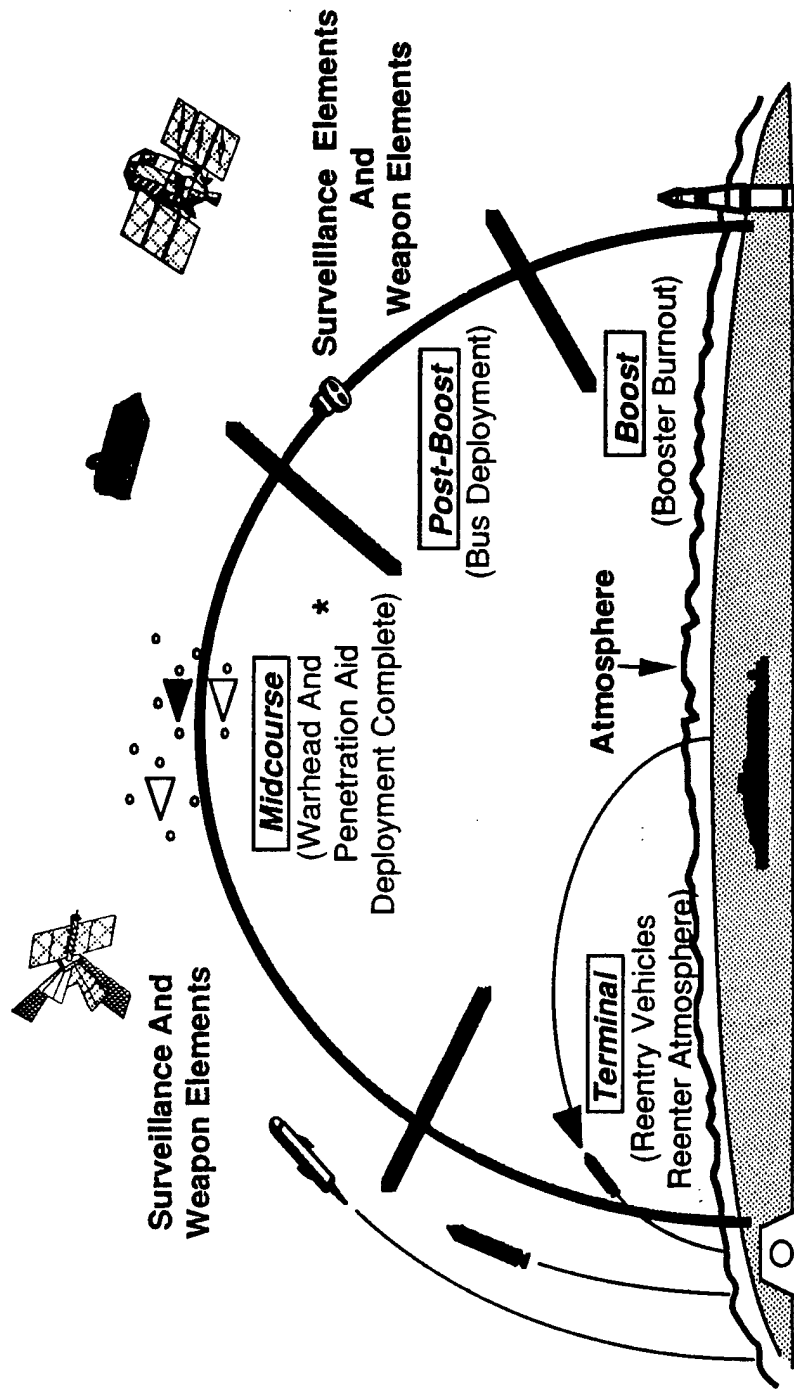 Surveillance And
Weapon Elements
Surveillance Elements
And
Weapon Elements
Midcourse
(Warhead And *
Penetration Aid
Deployment Complete)
Post-Boost
(Bus Deployment)
Terminal
(Reentry Vehicles
Reenter Atmosphere)
Atmosphere
Boost
(Booster Burnout)